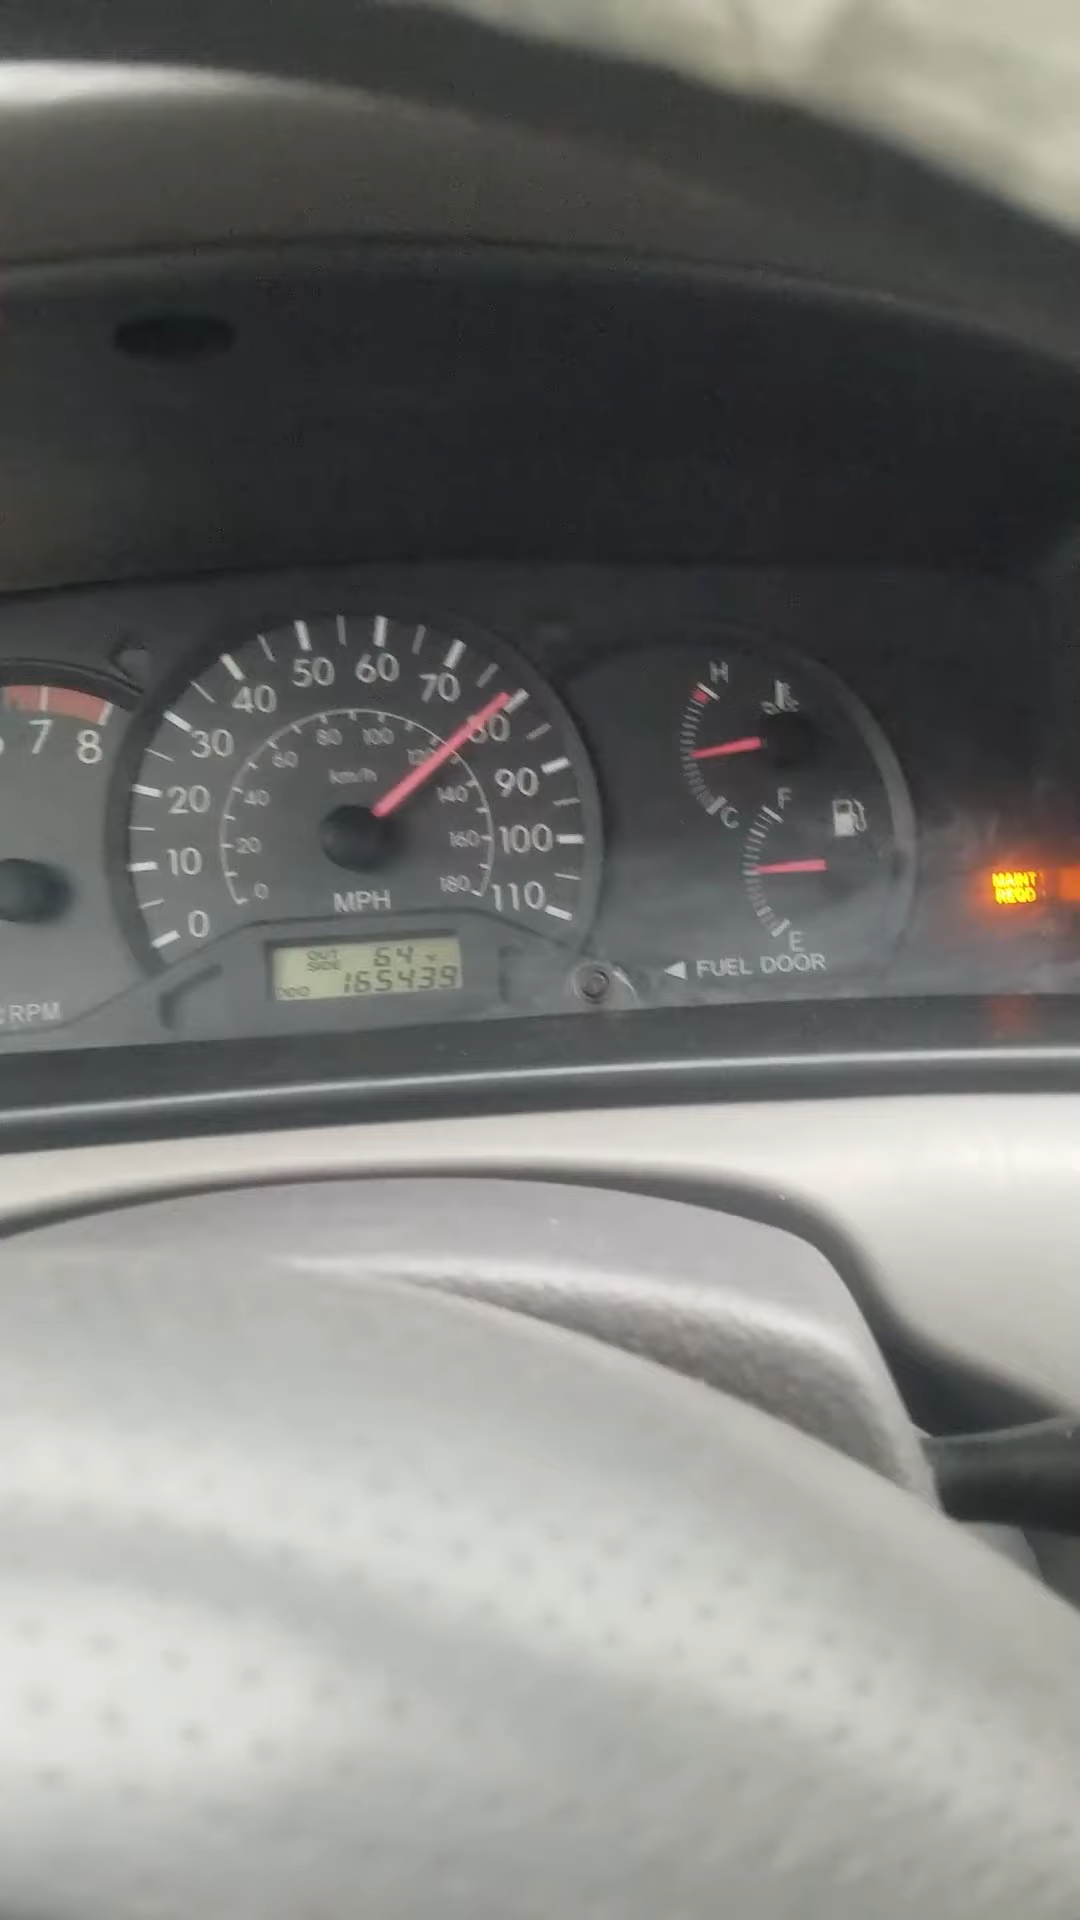 7 8
RPM
0 10 20 30 40 50 60 70 80 90 100 110
0 20 40 60 80 100 120 140 160 180
km/h
MPH
OUT SIDE 64 °F
ODO 165439
H
C
F
E
◀ FUEL DOOR
MAINT
REQD